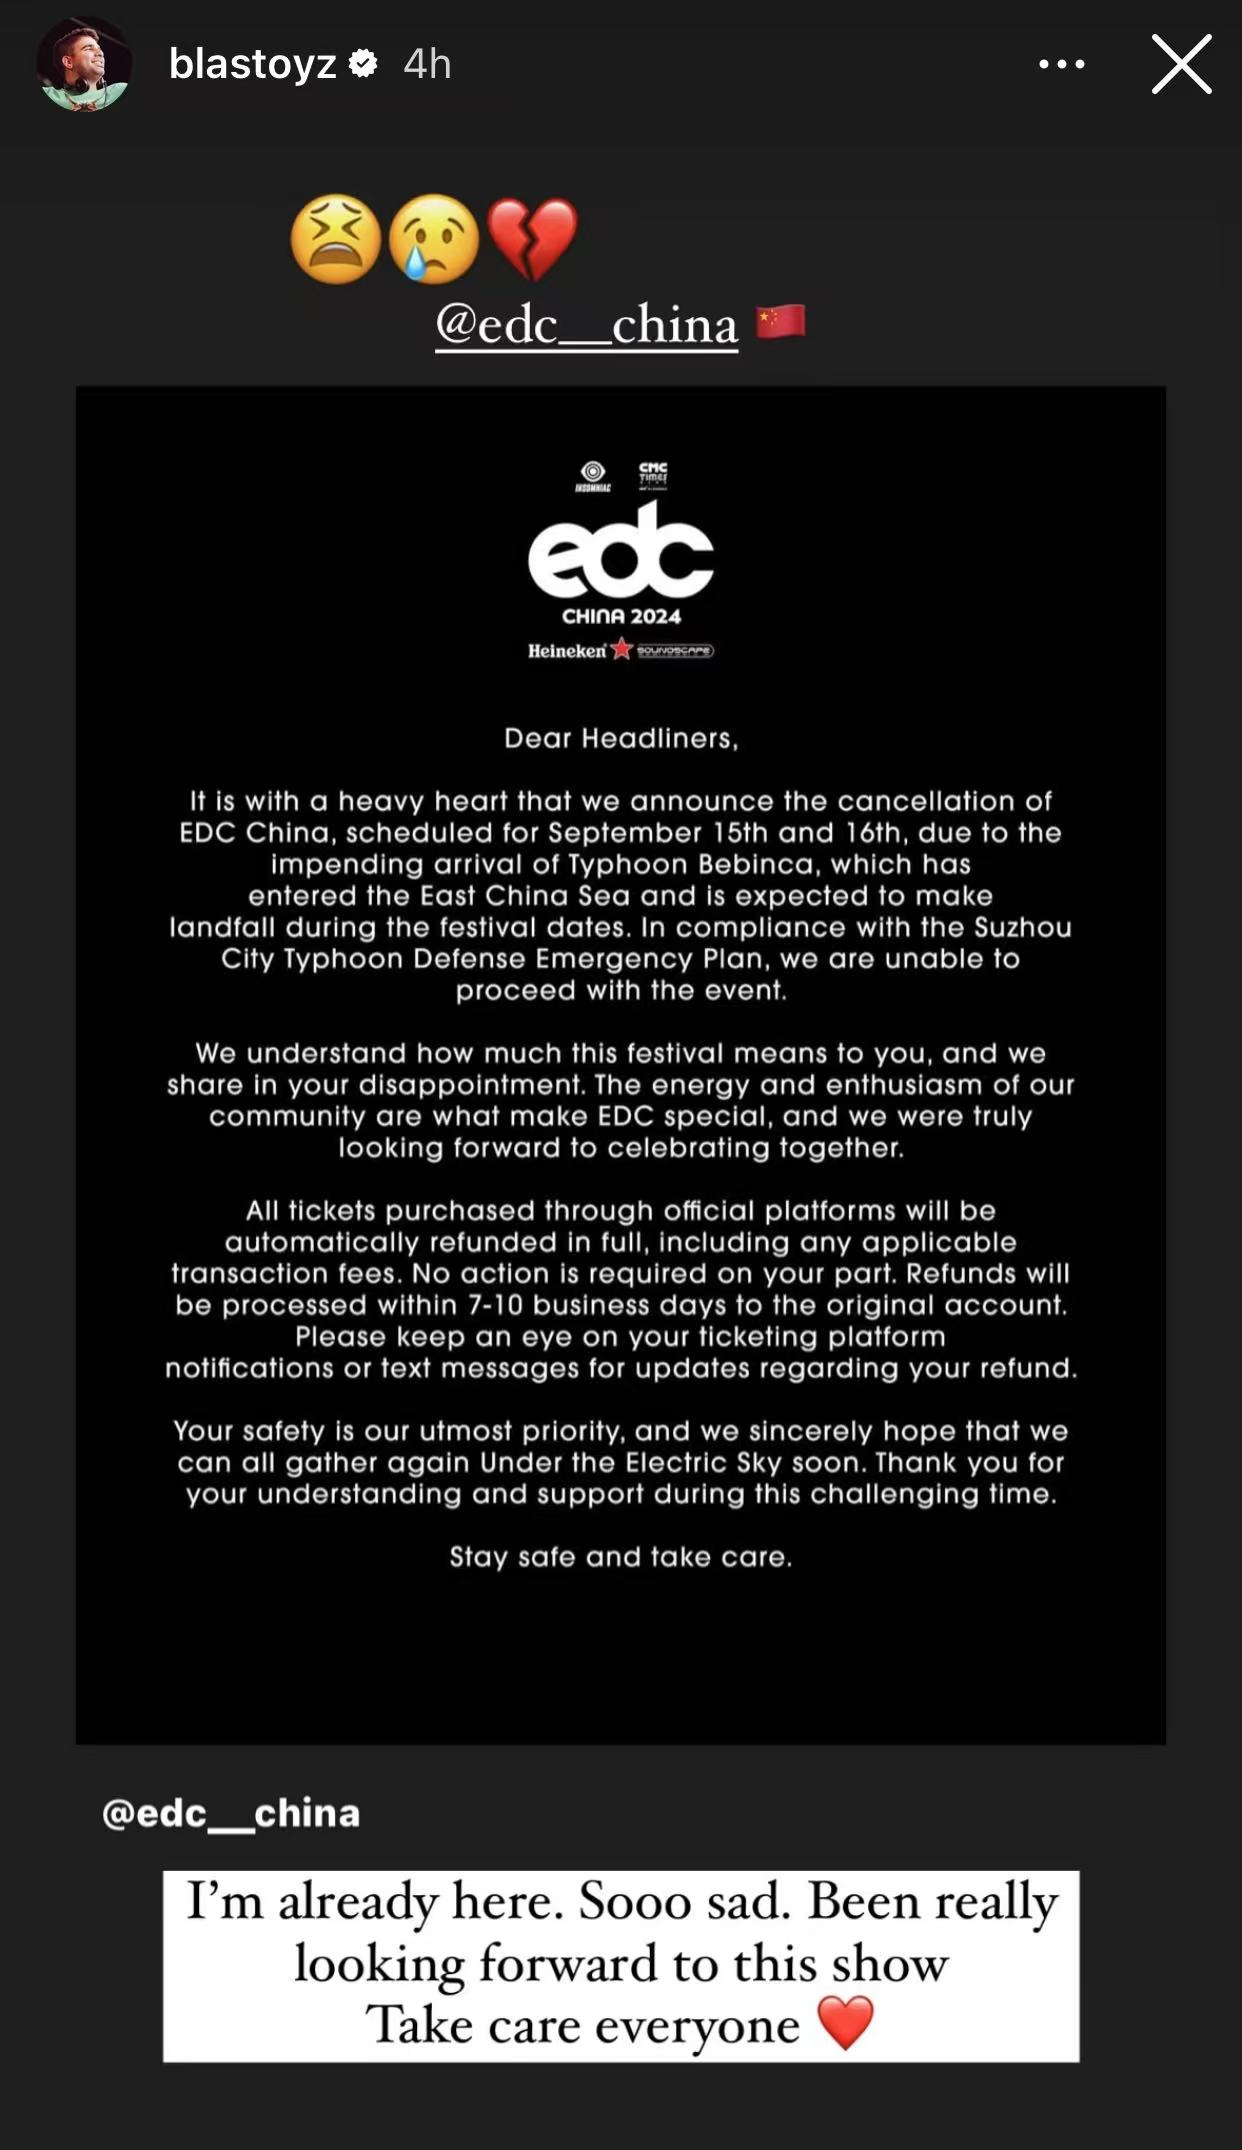 blastoyz 4h
😫😢💔
@edc__china 🇨🇳
INSOMNIAC CMC TIMES
edc
CHINA 2024
Heineken SOUNDSCAPE
Dear Headliners,
It is with a heavy heart that we announce the cancellation of
EDC China, scheduled for September 15th and 16th, due to the
impending arrival of Typhoon Bebinca, which has
entered the East China Sea and is expected to make
landfall during the festival dates. In compliance with the Suzhou
City Typhoon Defense Emergency Plan, we are unable to
proceed with the event.
We understand how much this festival means to you, and we
share in your disappointment. The energy and enthusiasm of our
community are what make EDC special, and we were truly
looking forward to celebrating together.
All tickets purchased through official platforms will be
automatically refunded in full, including any applicable
transaction fees. No action is required on your part. Refunds will
be processed within 7-10 business days to the original account.
Please keep an eye on your ticketing platform
notifications or text messages for updates regarding your refund.
Your safety is our utmost priority, and we sincerely hope that we
can all gather again Under the Electric Sky soon. Thank you for
your understanding and support during this challenging time.
Stay safe and take care.
@edc__china
I'm already here. Sooo sad. Been really
looking forward to this show
Take care everyone ❤️